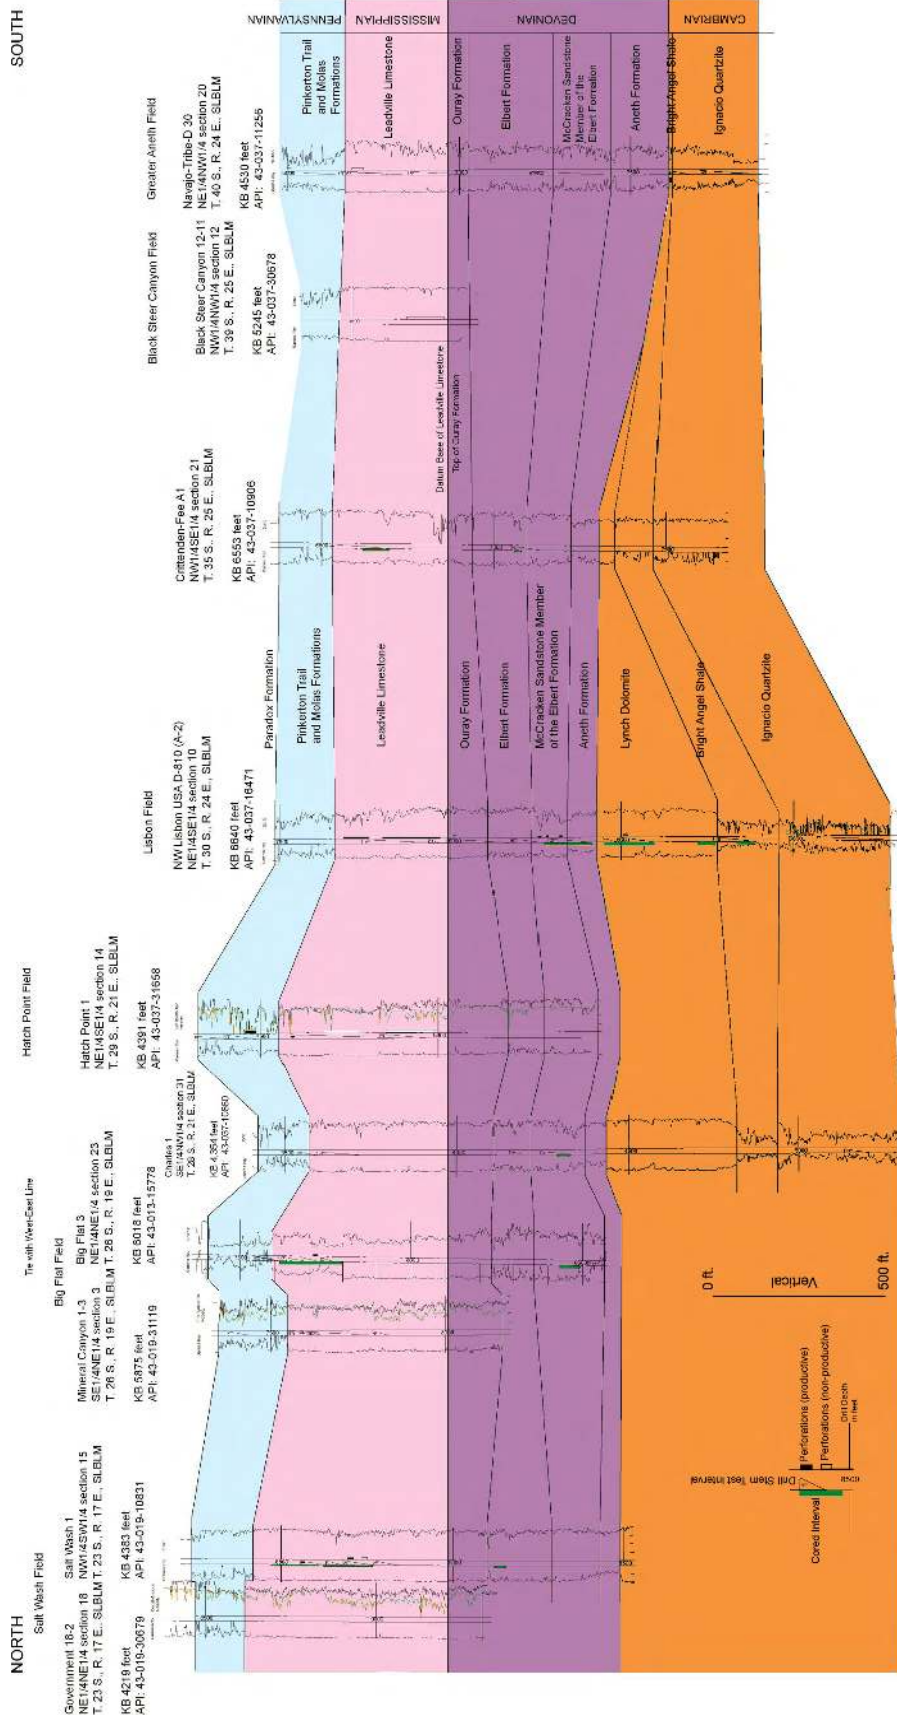 NORTH
SOUTH
Salt Wash Field
Government 18-2
NE1/4NE1/4 section 18
T. 23 S., R. 17 E., SLBLM
KB 4219 feet
API: 43-019-30679
Salt Wash 1
NW1/4SW1/4 section 15
T. 23 S., R. 17 E., SLBLM
KB 4383 feet
API: 43-019-10831
Big Flat Field
Mineral Canyon 1-3
SE1/4NE1/4 section 3
T. 26 S., R. 19 E., SLBLM
KB 5875 feet
API: 43-019-31119
Tie with West-East Line
Big Flat 3
NE1/4NE1/4 section 23
T. 26 S., R. 19 E., SLBLM
KB 6018 feet
API: 43-013-15778
Charles 1
SE1/4NW1/4 section 31
T. 26 S., R. 21 E., SLBLM
KB 4354 feet
Hatch Point Field
Hatch Point 1
NE1/4SE1/4 section 14
T. 29 S., R. 21 E., SLBLM
KB 4391 feet
API: 43-037-31658
Lisbon Field
NW Lisbon USA D-810 (A-2)
NE1/4SE1/4 section 10
T. 30 S., R. 24 E., SLBLM
KB 6640 feet
API: 43-037-16471
Crittenden-Fee A1
NW1/4SE1/4 section 21
T. 35 S., R. 25 E., SLBLM
KB 6553 feet
API: 43-037-10906
Black Steer Canyon Field
Black Steer Canyon 12-11
NW1/4NW1/4 section 12
T. 39 S., R. 25 E., SLBLM
KB 5245 feet
API: 43-037-30678
Greater Aneth Field
Navajo-Tribe-D 30
NE1/4NW1/4 section 20
T. 40 S., R. 24 E., SLBLM
KB 4530 feet
API: 43-037-11256
Paradox Formation
Pinkerton Trail
and Molas Formations
Leadville Limestone
Ouray Formation
Elbert Formation
McCracken Sandstone Member
of the Elbert Formation
Aneth Formation
Lynch Dolomite
Bright Angel Shale
Ignacio Quartzite
Datum Base of Leadville Limestone
Top of Ouray Formation
Pinkerton Trail
and Molas
Formations
Leadville Limestone
Ouray Formation
Elbert Formation
McCracken Sandstone
Member of the
Elbert Formation
Aneth Formation
Bright Angel Shale
Ignacio Quartzite
PENNSYLVANIAN
MISSISSIPPIAN
DEVONIAN
CAMBRIAN
0 ft.
Vertical
500 ft.
Cored Interval
Drill Stem Test Interval
8500
Perforations (productive)
Perforations (non-productive)
Drill Depth
in feet